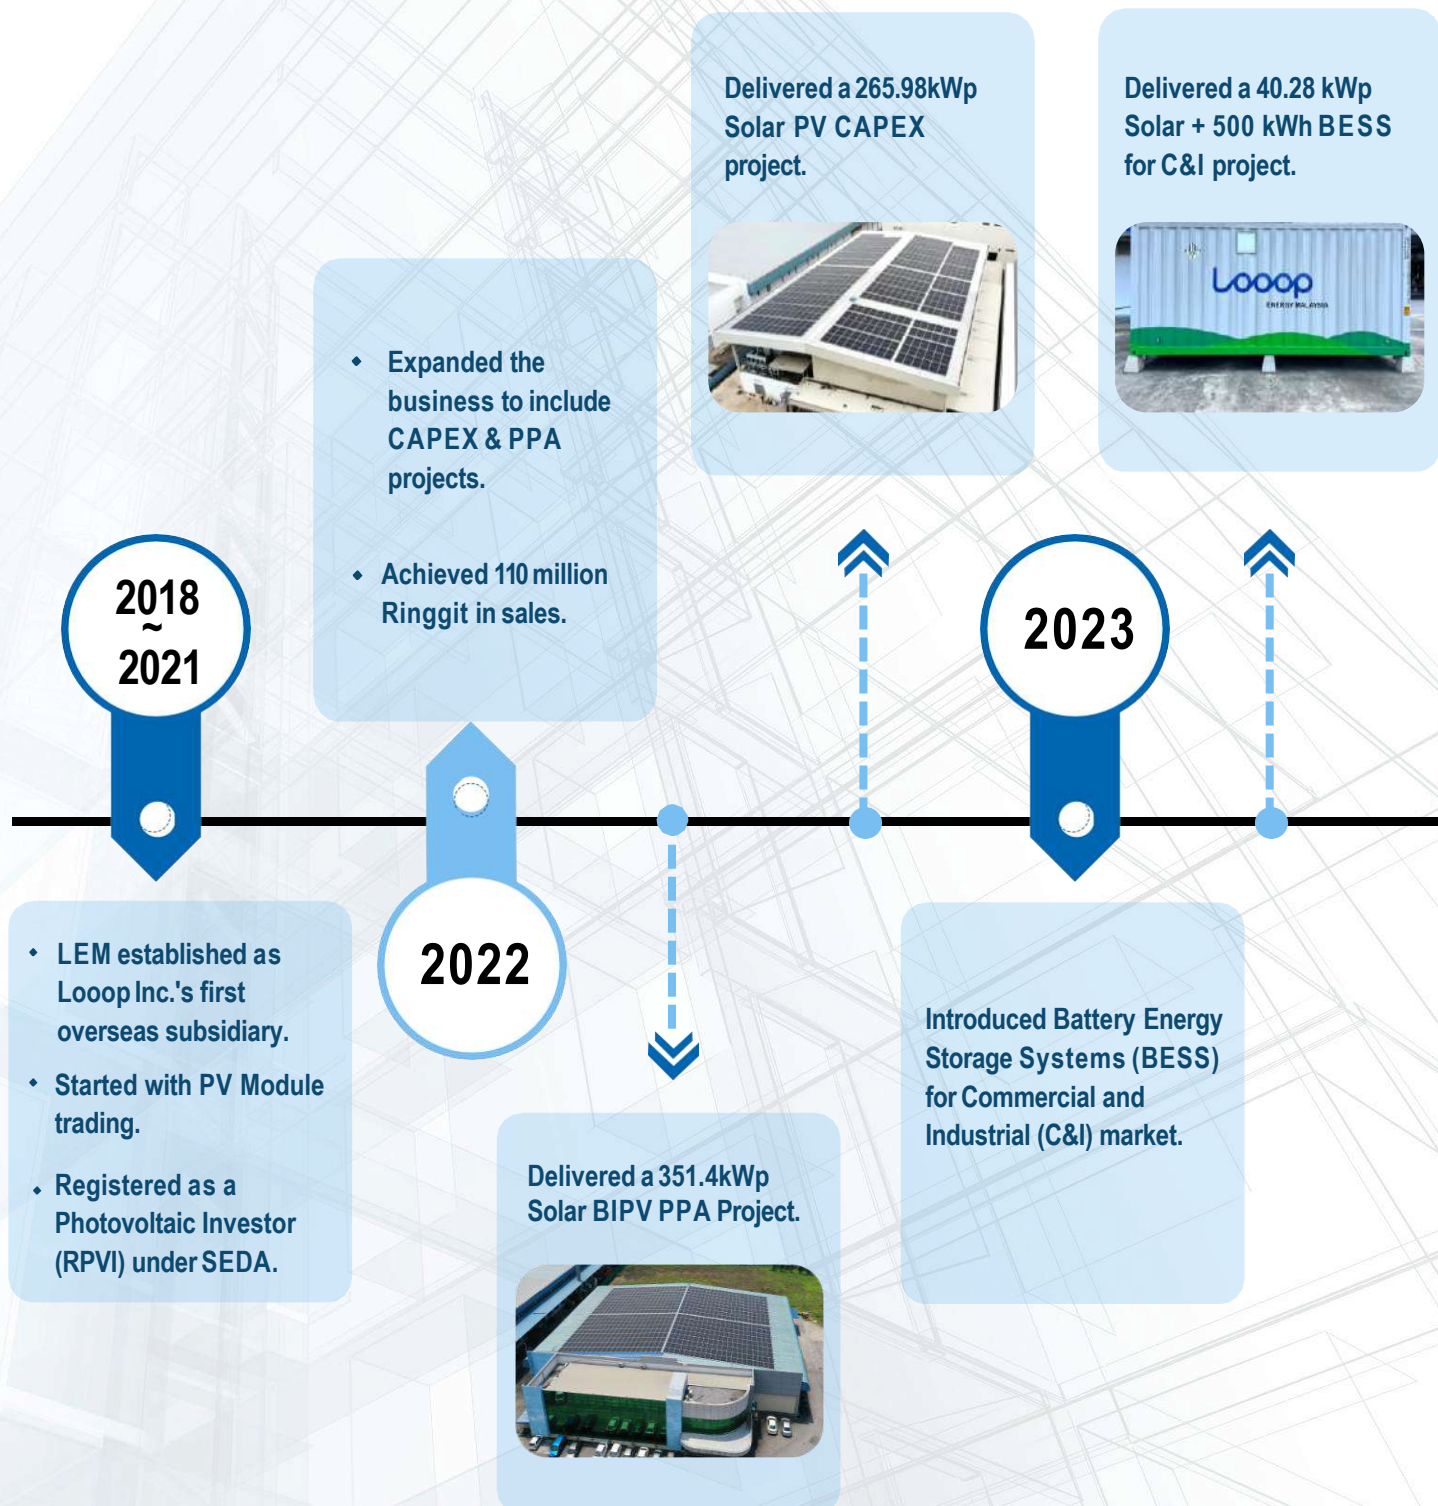 2018
~
2021
LEM established as
Looop Inc.'s first
overseas subsidiary.
Started with PV Module
trading.
Registered as a
Photovoltaic Investor
(RPVI) under SEDA.
Expanded the
business to include
CAPEX & PPA
projects.
Achieved 110 million
Ringgit in sales.
2022
Delivered a 351.4kWp
Solar BIPV PPA Project.
Delivered a 265.98kWp
Solar PV CAPEX
project.
2023
Introduced Battery Energy
Storage Systems (BESS)
for Commercial and
Industrial (C&I) market.
Delivered a 40.28 kWp
Solar + 500 kWh BESS
for C&I project.
Looop
ENERGY MALAYSIA